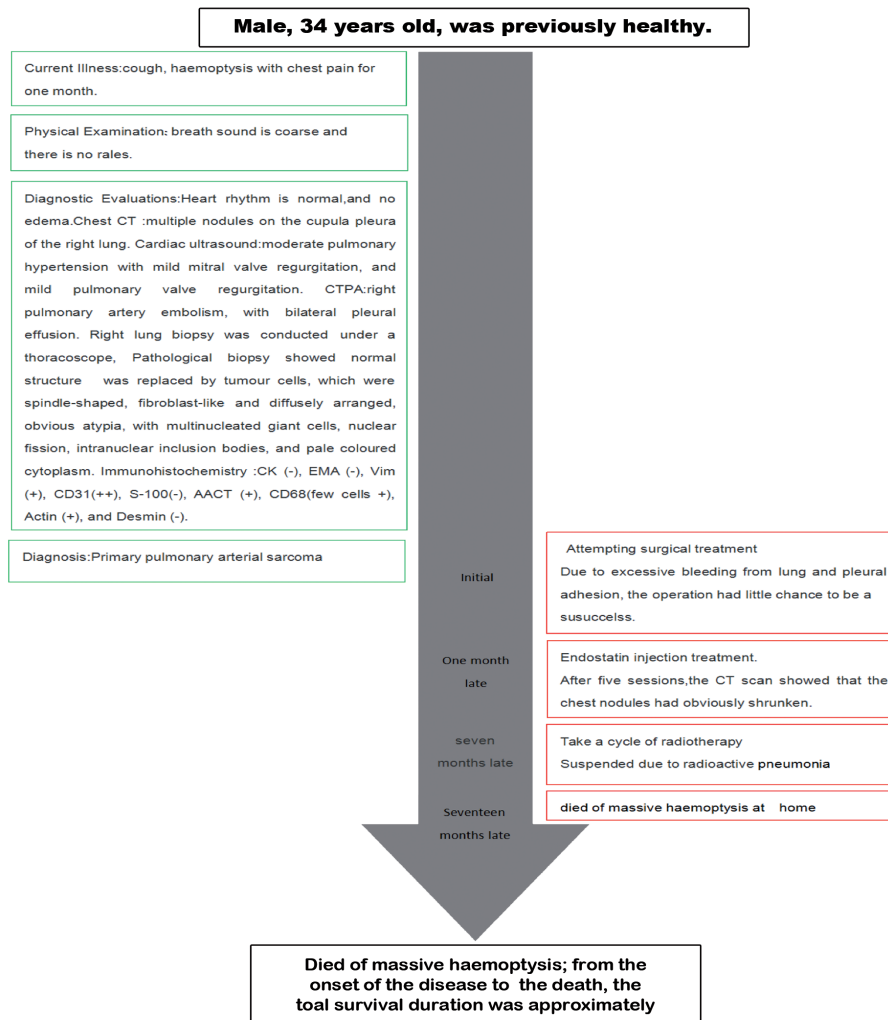 Male, 34 years old, was previously healthy.
Current Illness:cough, haemoptysis with chest pain for
one month.
Physical Examination: breath sound is coarse and
there is no rales.
Diagnostic Evaluations:Heart rhythm is normal,and no
edema.Chest CT :multiple nodules on the cupula pleura
of the right lung. Cardiac ultrasound:moderate pulmonary
hypertension with mild mitral valve regurgitation, and
mild pulmonary valve regurgitation. CTPA:right
pulmonary artery embolism, with bilateral pleural
effusion. Right lung biopsy was conducted under a
thoracoscope, Pathological biopsy showed normal
structure was replaced by tumour cells, which were
spindle-shaped, fibroblast-like and diffusely arranged,
obvious atypia, with multinucleated giant cells, nuclear
fission, intranuclear inclusion bodies, and pale coloured
cytoplasm. Immunohistochemistry :CK (-), EMA (-), Vim
(+), CD31(++), S-100(-), AACT (+), CD68(few cells +),
Actin (+), and Desmin (-).
Diagnosis:Primary pulmonary arterial sarcoma
Initial
Attempting surgical treatment
Due to excessive bleeding from lung and pleural
adhesion, the operation had little chance to be a
susuccelss.
One month
late
Endostatin injection treatment.
After five sessions,the CT scan showed that the
chest nodules had obviously shrunken.
seven
months late
Take a cycle of radiotherapy
Suspended due to radioactive pneumonia
Seventeen
months late
died of massive haemoptysis at home
Died of massive haemoptysis; from the
onset of the disease to the death, the
toal survival duration was approximately